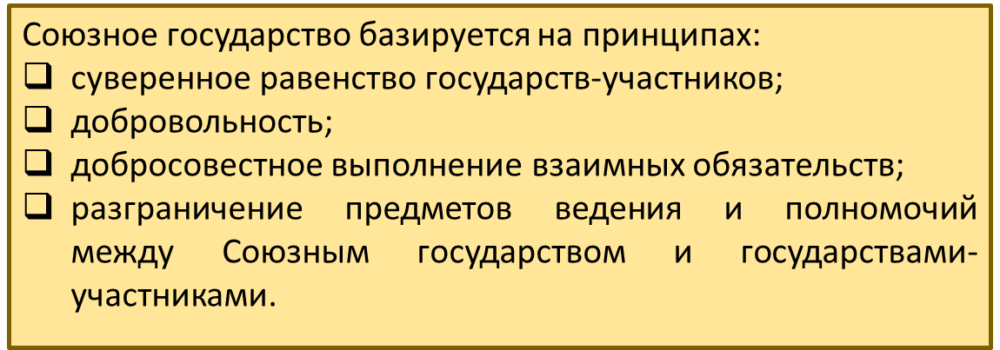 Союзное государство базируется на принципах:
❑ суверенное равенство государств-участников;
❑ добровольность;
❑ добросовестное выполнение взаимных обязательств;
❑ разграничение предметов ведения и полномочий
между Союзным государством и государствами-
участниками.